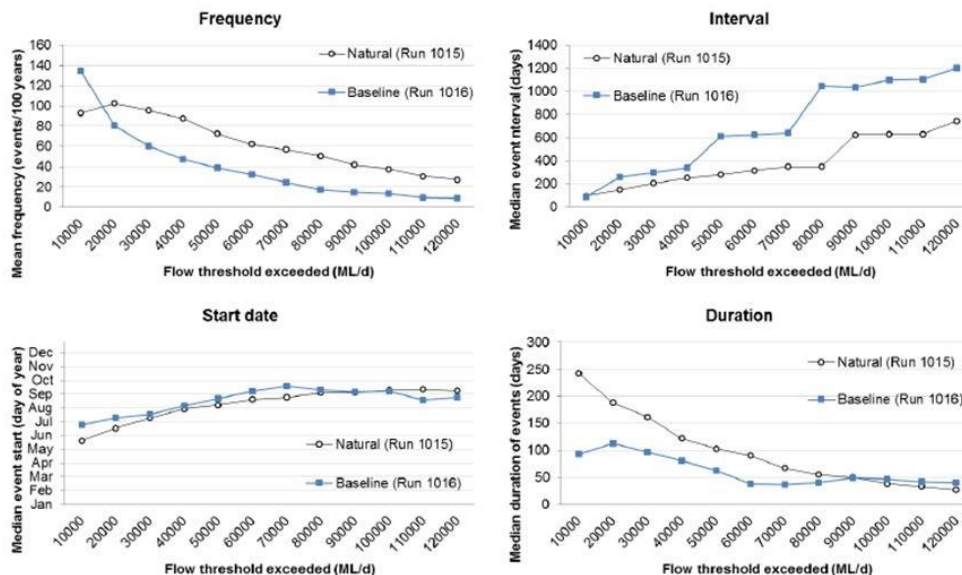 Frequency
Mean frequency (events/100 years)
160
140
120
100
80
60
40
20
0
Natural (Run 1015)
Baseline (Run 1016)
10000
20000
30000
40000
50000
60000
70000
80000
90000
100000
110000
120000
Flow threshold exceeded (ML/d)
Interval
Median event interval (days)
1400
1200
1000
800
600
400
200
0
Natural (Run 1015)
Baseline (Run 1016)
10000
20000
30000
40000
50000
60000
70000
80000
90000
100000
110000
120000
Flow threshold exceeded (ML/d)
Start date
Median event start (day of year)
Dec
Nov
Oct
Sep
Aug
Jul
Jun
May
Apr
Mar
Feb
Jan
Natural (Run 1015)
Baseline (Run 1016)
10000
20000
30000
40000
50000
60000
70000
80000
90000
100000
110000
120000
Flow threshold exceeded (ML/d)
Duration
Median duration of events (days)
300
250
200
150
100
50
0
Natural (Run 1015)
Baseline (Run 1016)
10000
20000
30000
40000
50000
60000
70000
80000
90000
100000
110000
120000
Flow threshold exceeded (ML/d)